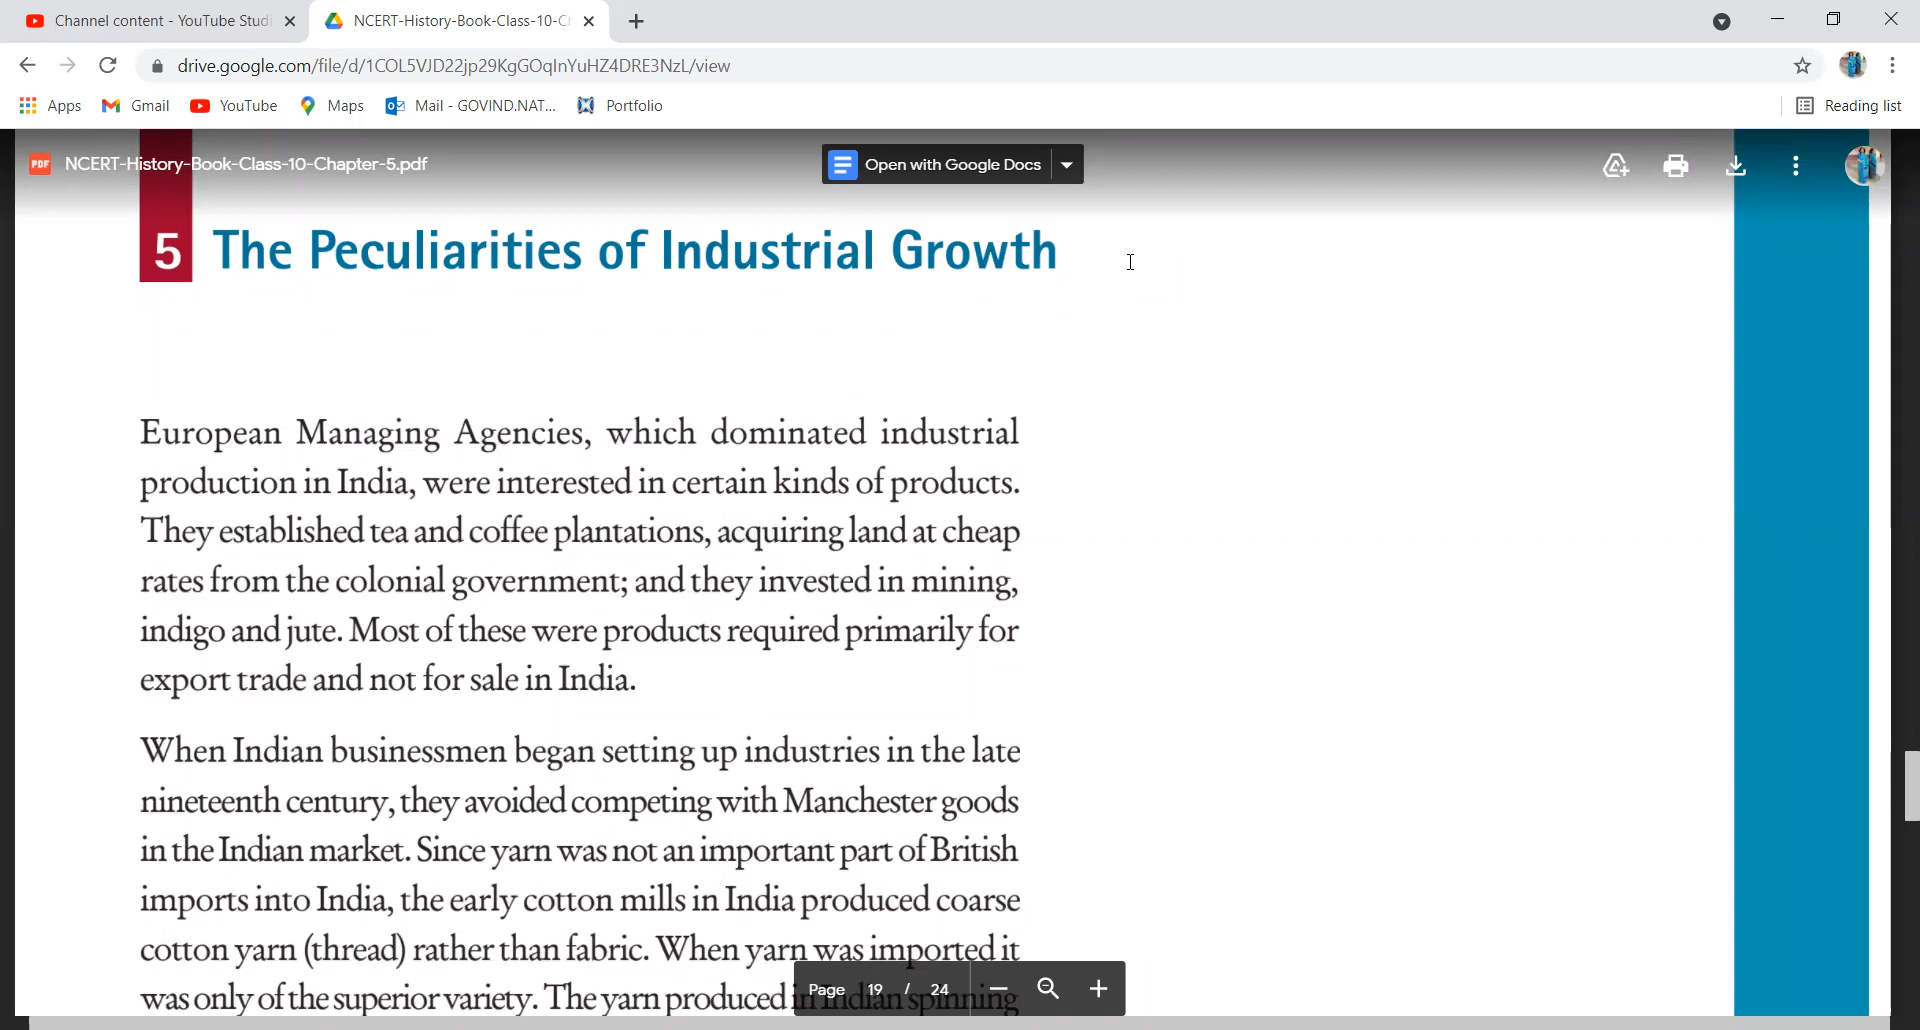 Channel content - YouTube Studi
NCERT-History-Book-Class-10-C
drive.google.com/file/d/1COL5VJD22jp29KgGOqInYuHZ4DRE3NzL/view
Apps Gmail YouTube Maps Mail - GOVIND.NAT... Portfolio Reading list
PDF NCERT-History-Book-Class-10-Chapter-5.pdf
Open with Google Docs
5 The Peculiarities of Industrial Growth
European Managing Agencies, which dominated industrial
production in India, were interested in certain kinds of products.
They established tea and coffee plantations, acquiring land at cheap
rates from the colonial government; and they invested in mining,
indigo and jute. Most of these were products required primarily for
export trade and not for sale in India.
When Indian businessmen began setting up industries in the late
nineteenth century, they avoided competing with Manchester goods
in the Indian market. Since yarn was not an important part of British
imports into India, the early cotton mills in India produced coarse
cotton yarn (thread) rather than fabric. When yarn was imported it
was only of the superior variety. The yarn produced in Indian spinning
Page 19 / 24